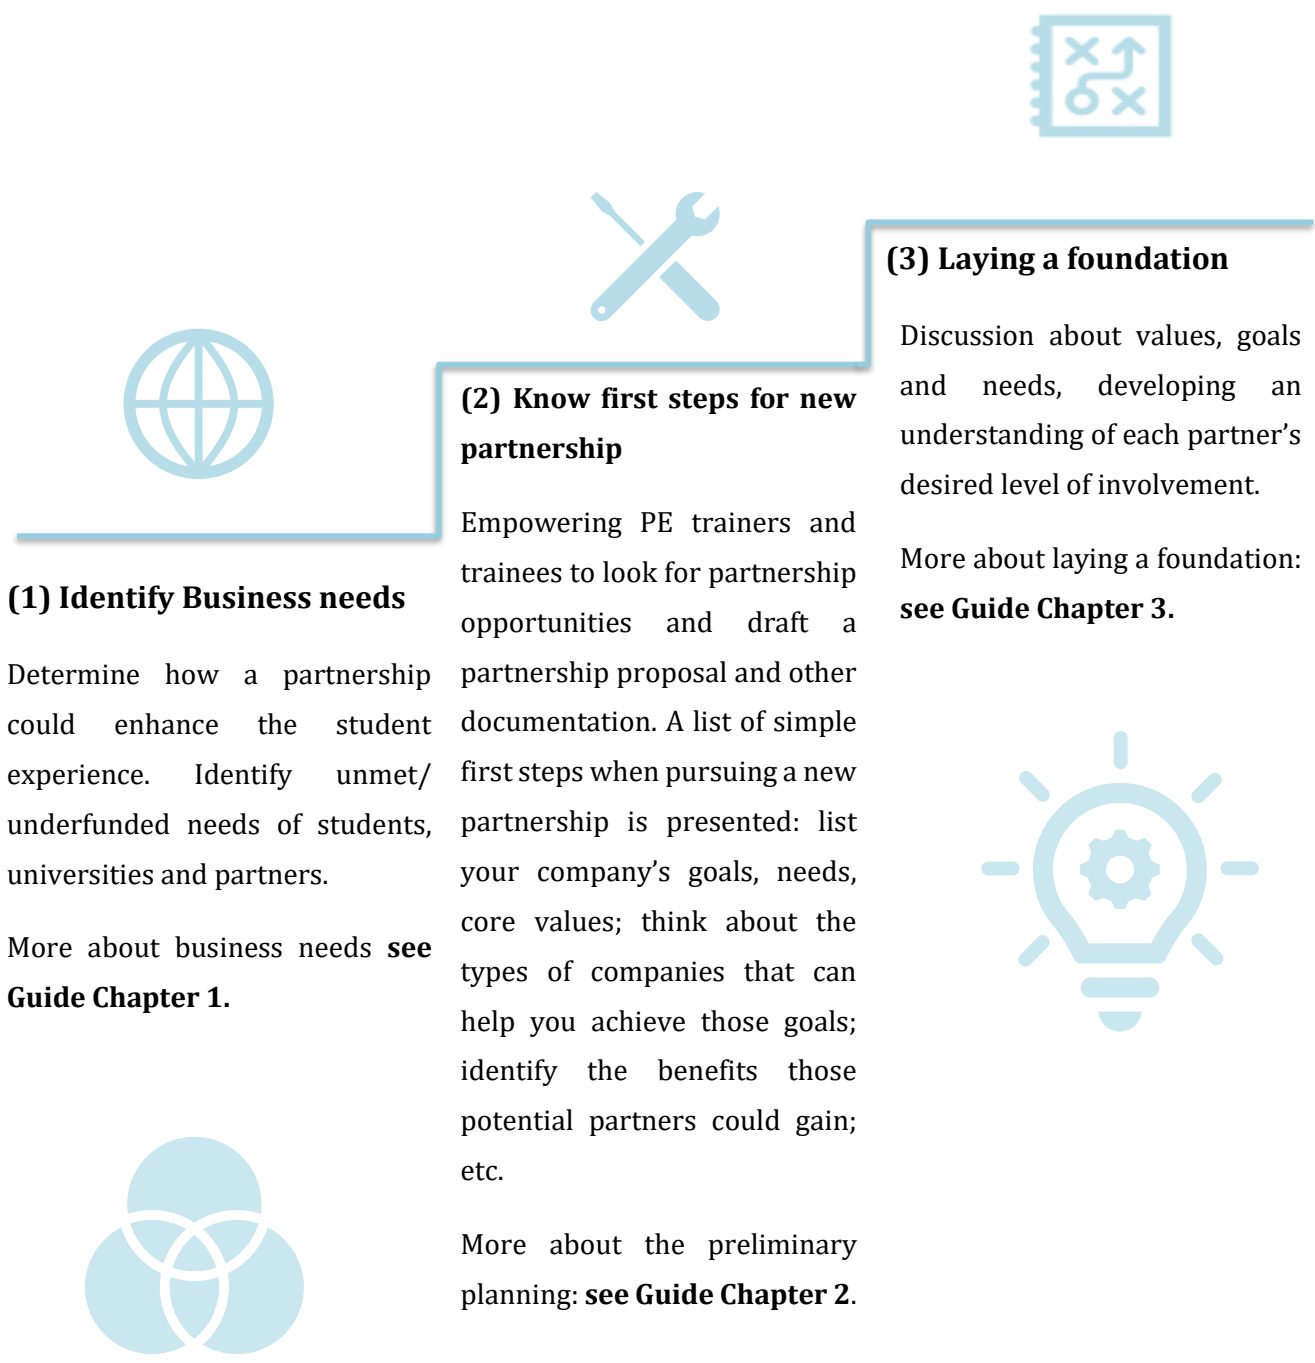 (1) Identify Business needs
Determine how a partnership
could enhance the student
experience. Identify unmet/
underfunded needs of students,
universities and partners.
More about business needs see
Guide Chapter 1.
(2) Know first steps for new
partnership
Empowering PE trainers and
trainees to look for partnership
opportunities and draft a
partnership proposal and other
documentation. A list of simple
first steps when pursuing a new
partnership is presented: list
your company’s goals, needs,
core values; think about the
types of companies that can
help you achieve those goals;
identify the benefits those
potential partners could gain;
etc.
More about the preliminary
planning: see Guide Chapter 2.
(3) Laying a foundation
Discussion about values, goals
and needs, developing an
understanding of each partner’s
desired level of involvement.
More about laying a foundation:
see Guide Chapter 3.